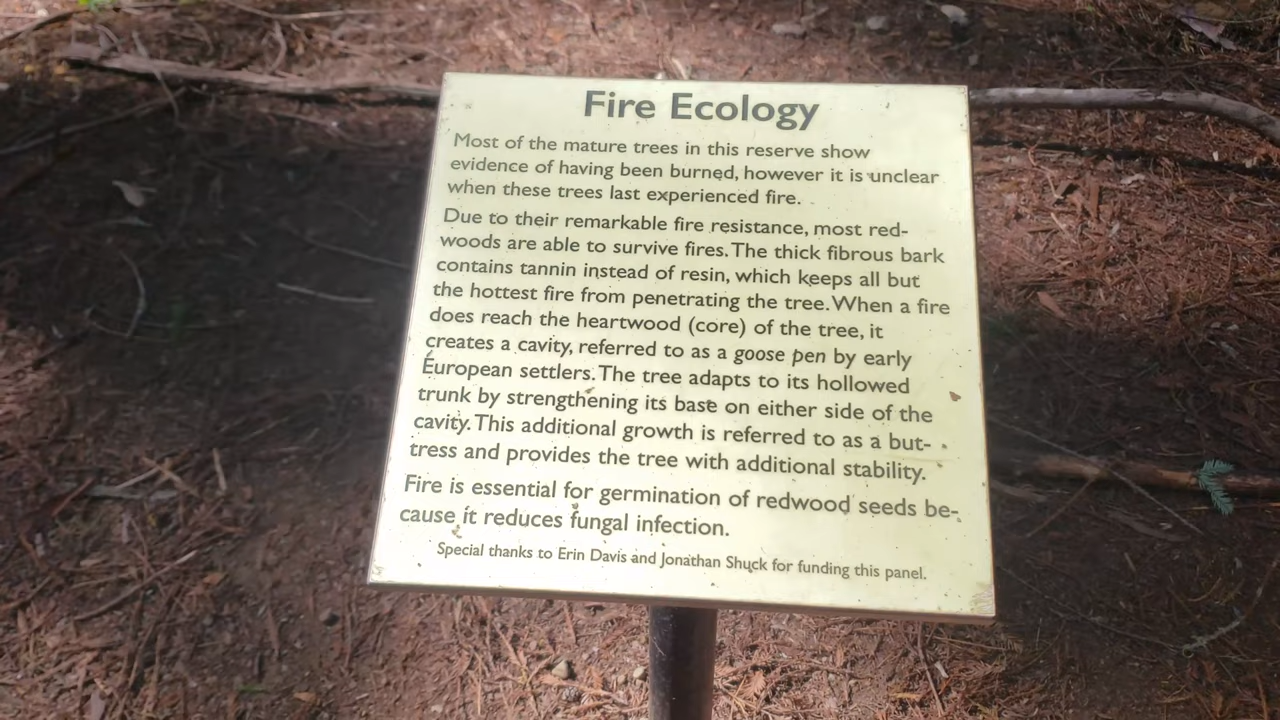 Fire Ecology
Most of the mature trees in this reserve show
evidence of having been burned, however it is unclear
when these trees last experienced fire.
Due to their remarkable fire resistance, most red-
woods are able to survive fires. The thick fibrous bark
contains tannin instead of resin, which keeps all but
the hottest fire from penetrating the tree. When a fire
does reach the heartwood (core) of the tree, it
creates a cavity, referred to as a goose pen by early
European settlers. The tree adapts to its hollowed
trunk by strengthening its base on either side of the
cavity. This additional growth is referred to as a but-
tress and provides the tree with additional stability.
Fire is essential for germination of redwood seeds be-
cause it reduces fungal infection.
Special thanks to Erin Davis and Jonathan Shuck for funding this panel.